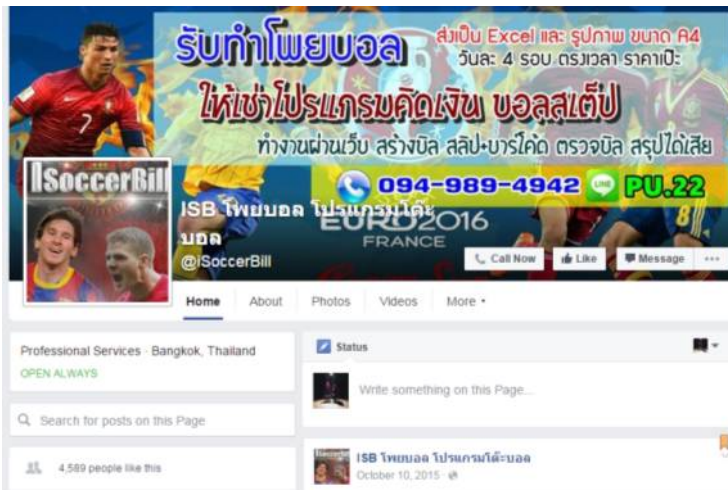 รับทำโพยบอล
ส่งเป็น Excel และ รูปภาพ ขนาด A4
วันละ 4 รอบ ตรงเวลา ราคาเป๊ะ
ให้เช่าโปรแกรมคิดเงิน บอลสเต็ป
ทำงานผ่านเว็บ สร้างบิล สลิป+บาร์โค้ด ตรวจบิล สรุปได้เสีย
094-989-4942 LINE PU.22
ISoccerBill
ISB โพยบอล โปรแกรมโต๊ะ
บอล
@iSoccerBill
EURO2016
FRANCE
Call Now Like Message
Home About Photos Videos More
Professional Services · Bangkok, Thailand
OPEN ALWAYS
Search for posts on this Page
4,589 people like this
Status
Write something on this Page...
ISB โพยบอล โปรแกรมโต๊ะบอล
October 10, 2015